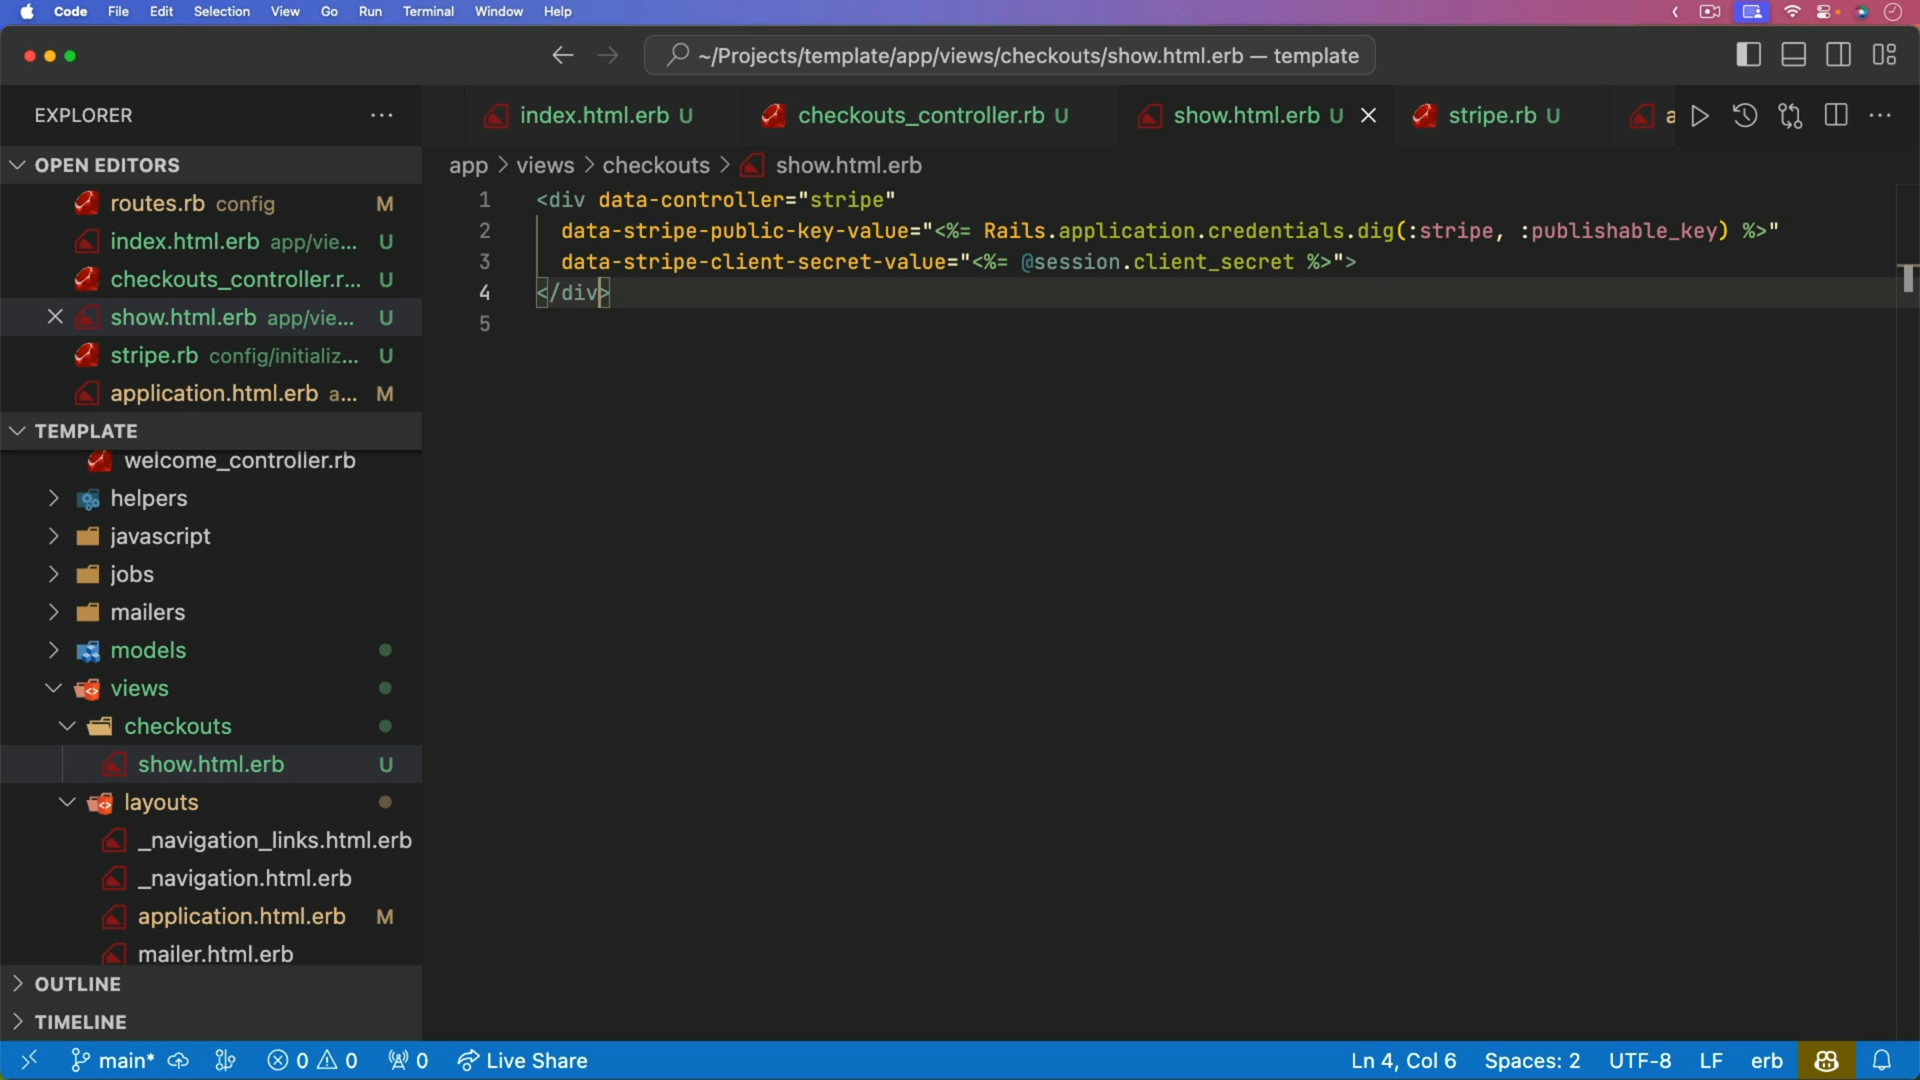 Code File Edit Selection View Go Run Terminal Window Help
~/Projects/template/app/views/checkouts/show.html.erb — template
EXPLORER
index.html.erb U
checkouts_controller.rb U
show.html.erb U
stripe.rb U
a
OPEN EDITORS
routes.rb config M
index.html.erb app/vie... U
checkouts_controller.r... U
show.html.erb app/vie... U
stripe.rb config/initializ... U
application.html.erb a... M
TEMPLATE
welcome_controller.rb
helpers
javascript
jobs
mailers
models
views
checkouts
show.html.erb U
layouts
_navigation_links.html.erb
_navigation.html.erb
application.html.erb M
mailer.html.erb
OUTLINE
TIMELINE
app > views > checkouts > show.html.erb
1 <div data-controller="stripe"
2 data-stripe-public-key-value="<%= Rails.application.credentials.dig(:stripe, :publishable_key) %>"
3 data-stripe-client-secret-value="<%= @session.client_secret %>">
4 </div>
5
main* 0 0 0 Live Share
Ln 4, Col 6 Spaces: 2 UTF-8 LF erb